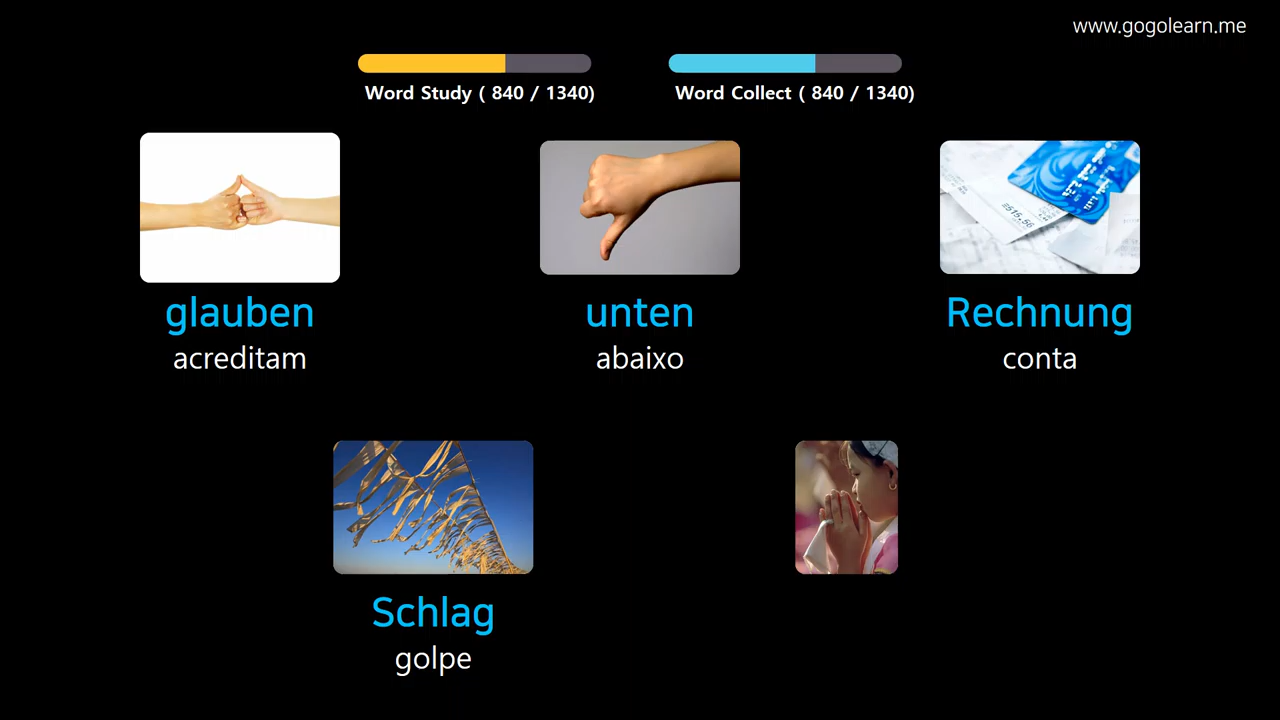 www.gogolearn.me
Word Study ( 840 / 1340)
Word Collect ( 840 / 1340)
glauben
acreditam
unten
abaixo
Rechnung
conta
Schlag
golpe